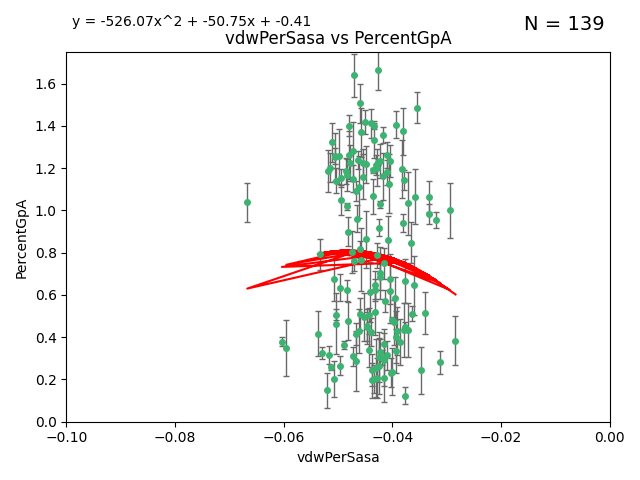 y = -526.07x^2 + -50.75x + -0.41
N = 139
vdwPerSasa vs PercentGpA
1.6
1.4
1.2
1.0
0.8
0.6
0.4
0.2
0.0
PercentGpA
−0.10 −0.08 −0.06 −0.04 −0.02 0.00
vdwPerSasa